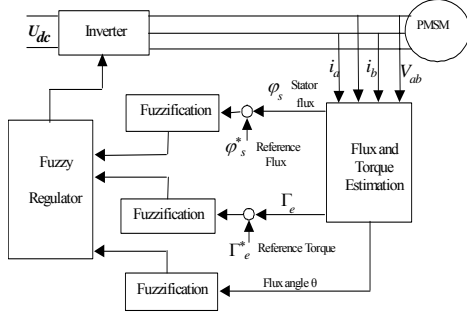 U_dc
Inverter
PMSM
i_a
i_b
V_ab
φ_s Stator
flux
Fuzzification
φ*_s Reference
Flux
Fuzzy
Regulator
Flux and
Torque
Estimation
Γ_e
Fuzzification
Γ*_e Reference Torque
Fuzzification
Flux angle θ